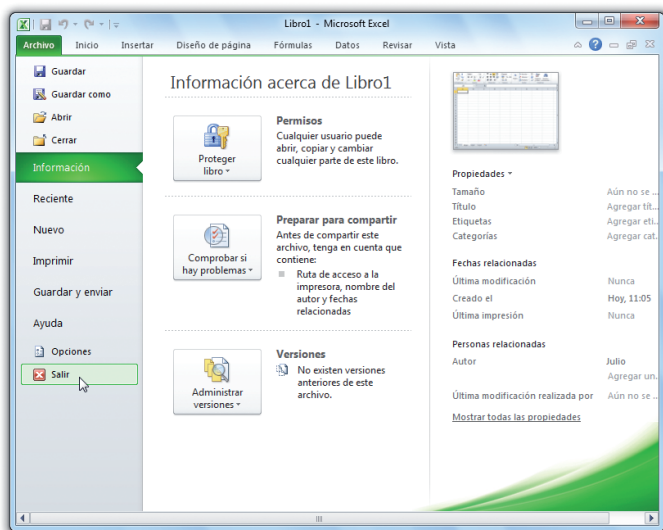 Libro1 - Microsoft Excel
Archivo Inicio Insertar Diseño de página Fórmulas Datos Revisar Vista
Guardar
Guardar como
Abrir
Cerrar
Información
Reciente
Nuevo
Imprimir
Guardar y enviar
Ayuda
Opciones
Salir
Información acerca de Libro1
Proteger
libro
Permisos
Cualquier usuario puede
abrir, copiar y cambiar
cualquier parte de este libro.
Comprobar si
hay problemas
Preparar para compartir
Antes de compartir este
archivo, tenga en cuenta que
contiene:
Ruta de acceso a la
impresora, nombre del
autor y fechas
relacionadas
Administrar
versiones
Versiones
No existen versiones
anteriores de este
archivo.
Propiedades
Tamaño Aún no se ...
Título Agregar tít...
Etiquetas Agregar eti...
Categorías Agregar cat...
Fechas relacionadas
Última modificación Nunca
Creado el Hoy, 11:05
Última impresión Nunca
Personas relacionadas
Autor Julio
Agregar un...
Última modificación realizada por Aún no se ...
Mostrar todas las propiedades